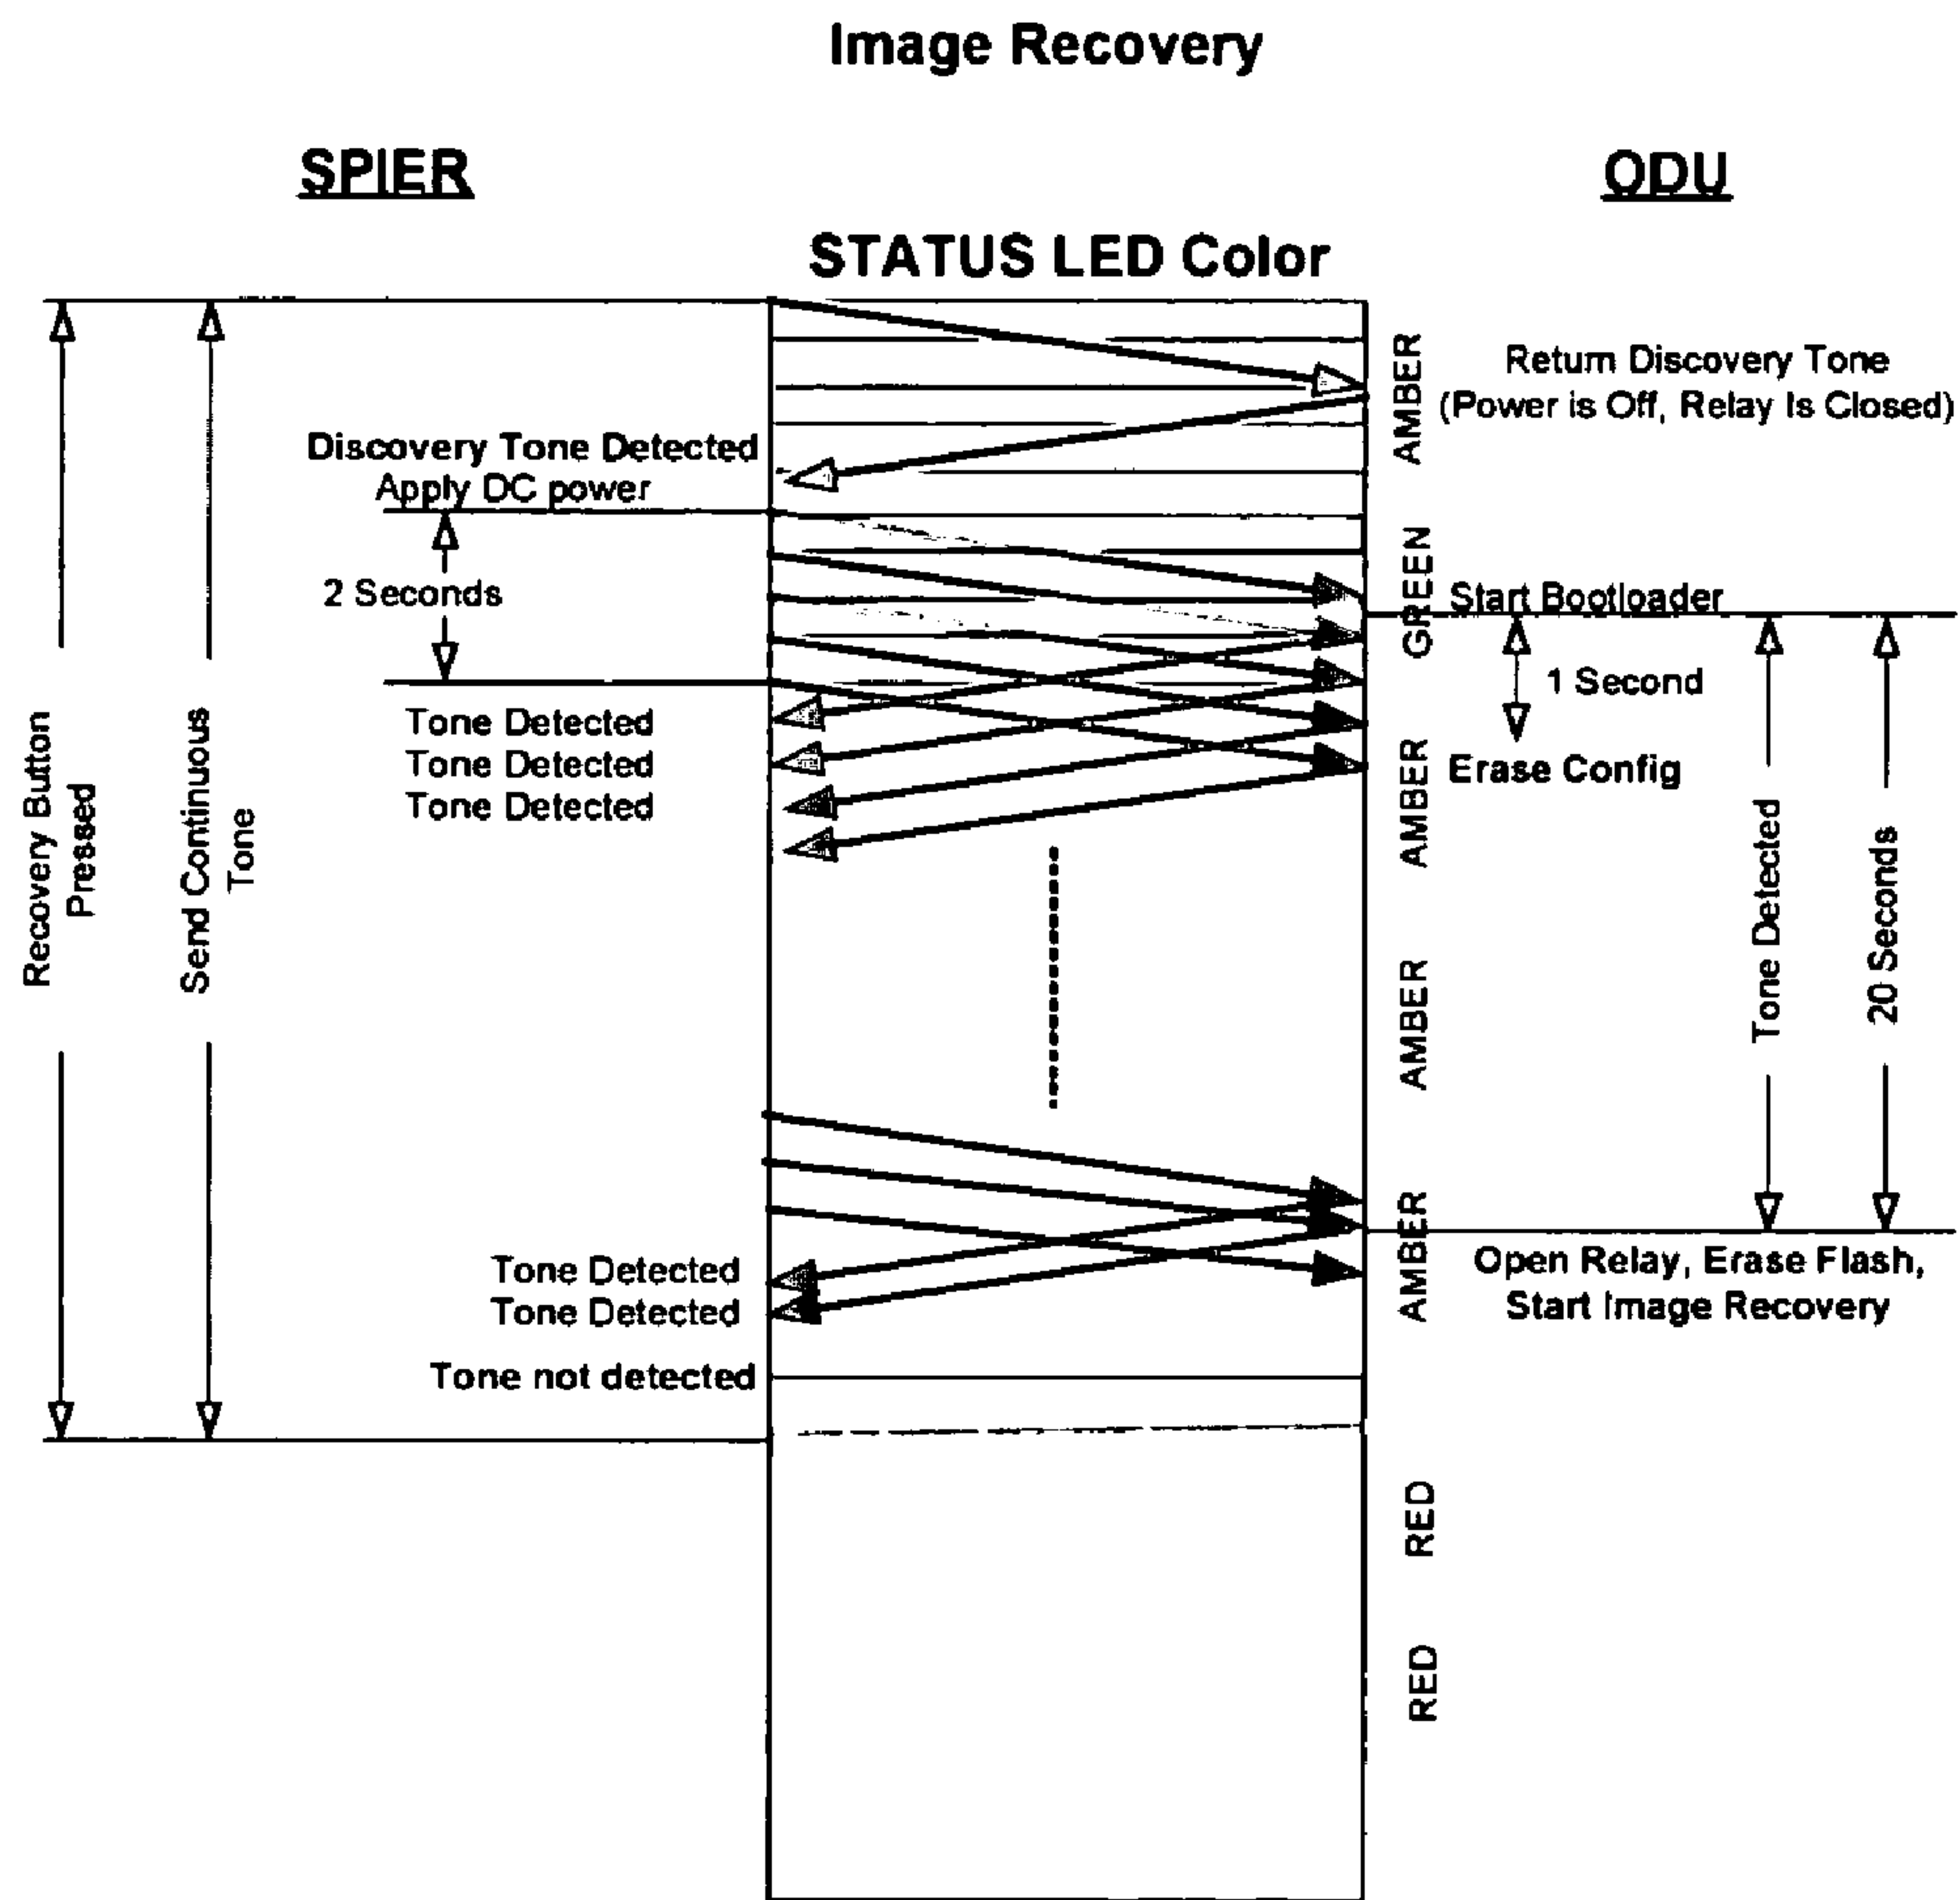 Image Recovery
SPIER
ODU
STATUS LED Color
AMBER
Return Discovery Tone
(Power is Off, Relay Is Closed)
Discovery Tone Detected
Apply DC power
2 Seconds
GREEN
Start Bootloader
1 Second
Erase Config
Tone Detected
Tone Detected
Tone Detected
AMBER
Recovery Button
Pressed
Send Continuous
Tone
AMBER
Tone Detected
20 Seconds
AMBER
Tone Detected
Tone Detected
Open Relay, Erase Flash,
Start Image Recovery
Tone not detected
RED
RED